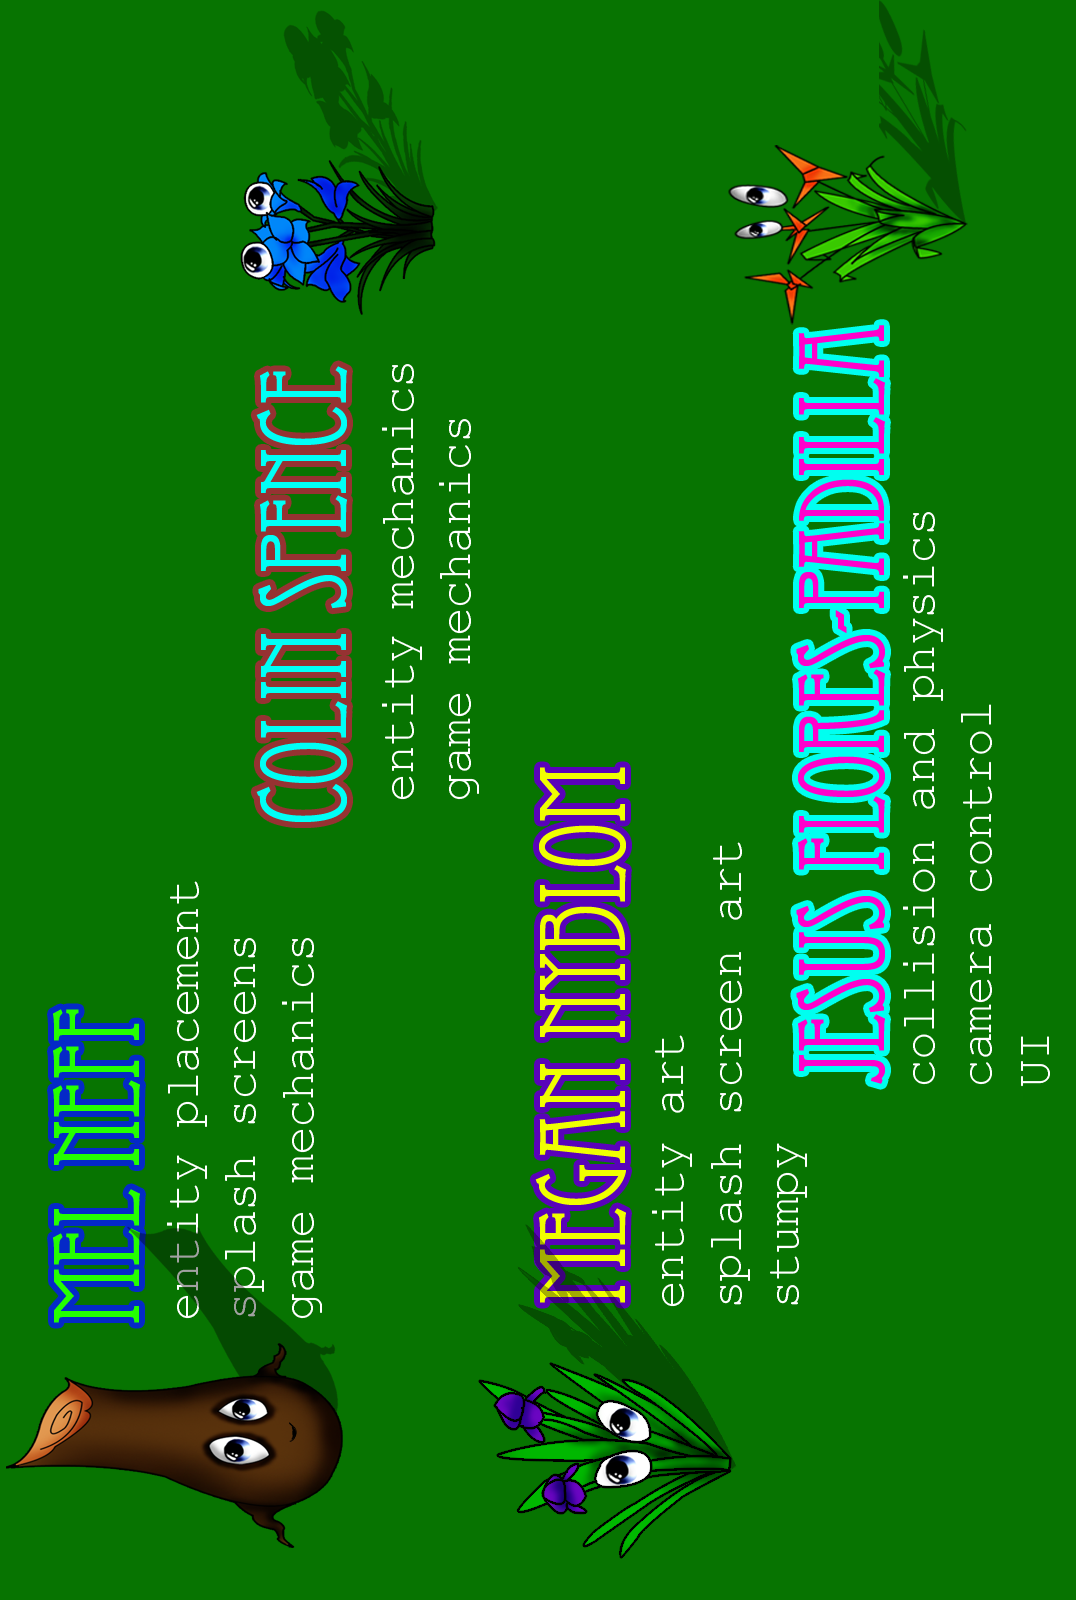 MEL NEFF
entity placement
splash screens
game mechanics
COLIN SPENCE
entity mechanics
game mechanics
MEGAN NYBLOM
entity art
splash screen art
stumpy
JESUS FLORES-PADILLA
collision and physics
camera control
UI